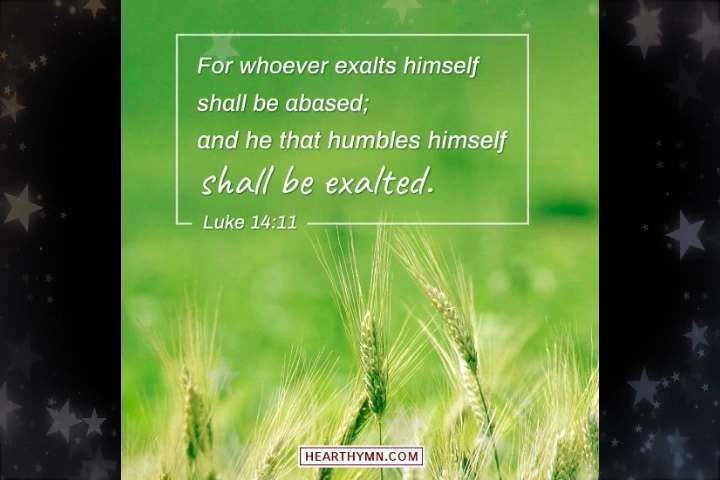 For whoever exalts himself
shall be abased;
and he that humbles himself
shall be exalted.
Luke 14:11
HEARTHYMN.COM